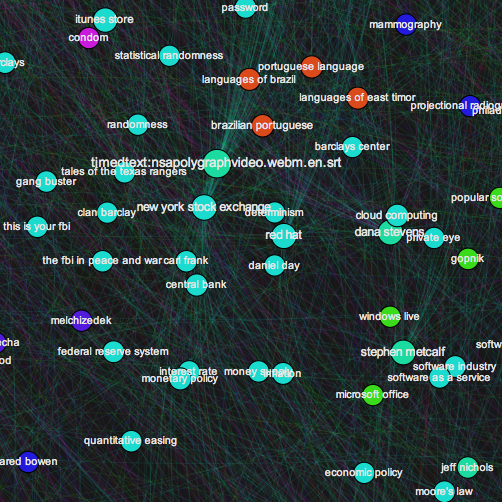 password
itunes store
mammography
condom
statistical randomness
clays
portuguese language
languages of brazil
languages of east timor
projectional radiog
philad
randomness
brazilian portuguese
barclays center
timedtext:nsapolygraphvideo.webm.en.srt
tales of the texas rangers
gang buster
popular so
new york stock exchange
clan barclay
determinism
cloud computing
this is your fbi
red hat
dana stevens
private eye
the fbi in peace and war
carl frank
daniel day
gopnik
central bank
melchizedek
windows live
echa
od
federal reserve system
stephen metcalf
softw
software industry
interest rate
money supply
inflation
monetary policy
software as a service
microsoft office
quantitative easing
ared bowen
economic policy
jeff nichols
moore's law